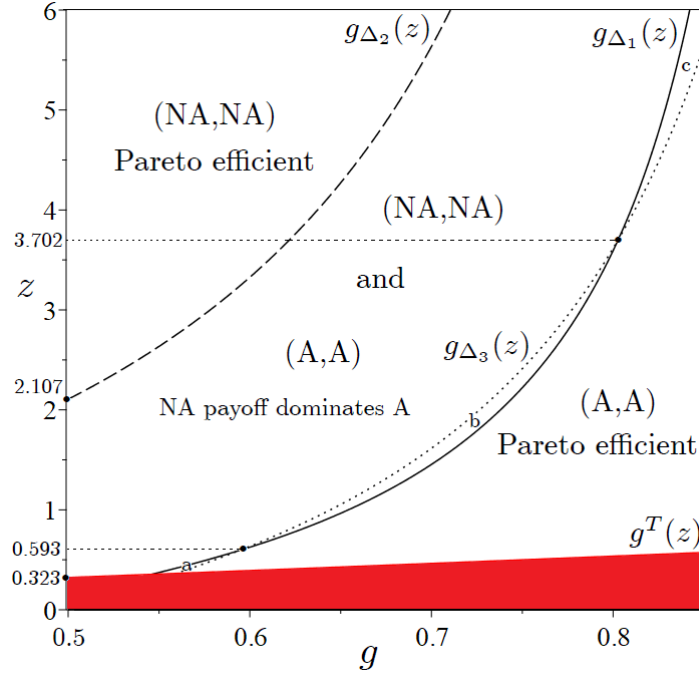 6
g_{Δ_2}(z)
g_{Δ_1}(z)
c
5
(NA,NA)
Pareto efficient
4
(NA,NA)
3.702
z
and
3
g_{Δ_3}(z)
(A,A)
2.107
(A,A)
NA payoff dominates A
2
b
Pareto efficient
1
g^T(z)
0.593
a
0.323
0
0.5
0.6
0.7
0.8
g